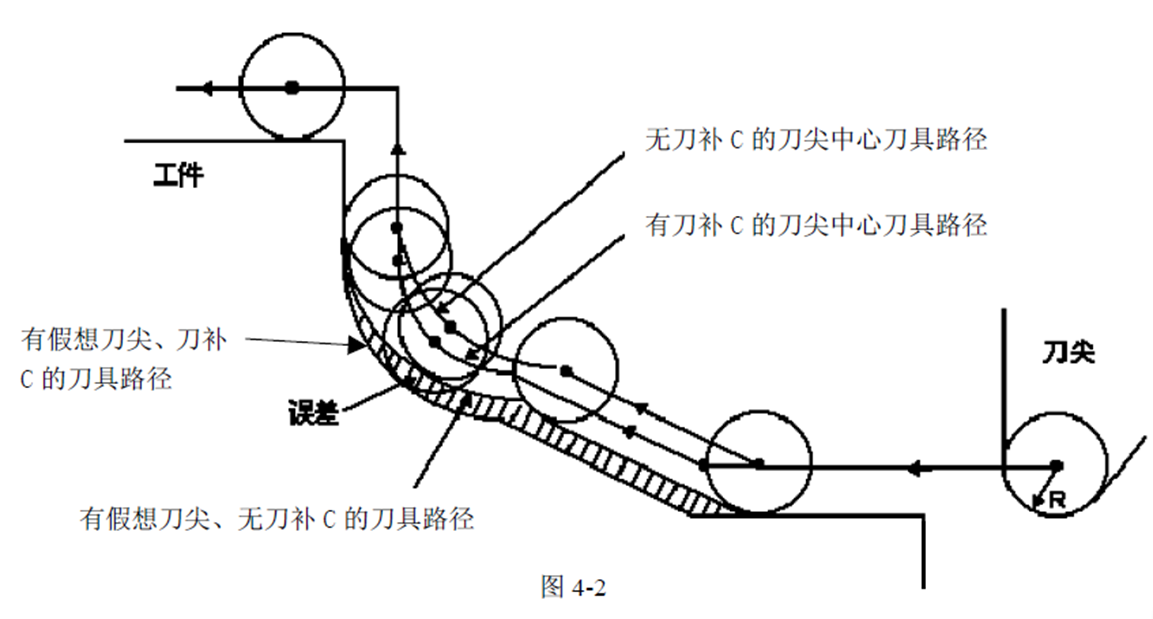 无刀补 C 的刀尖中心刀具路径
工件
有刀补 C 的刀尖中心刀具路径
有假想刀尖、刀补
C 的刀具路径
刀尖
误差
R
有假想刀尖、无刀补 C 的刀具路径
图 4-2